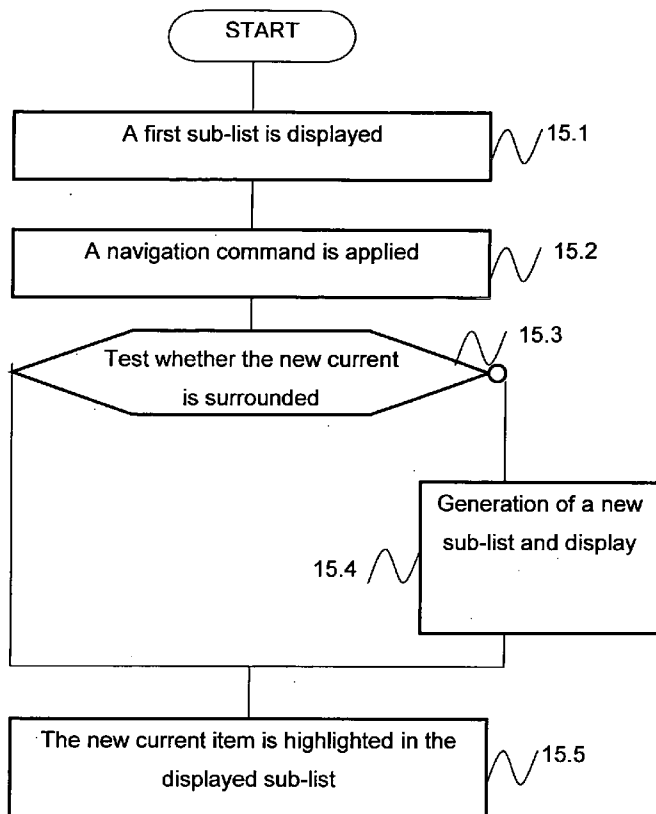 START
A first sub-list is displayed
15.1
A navigation command is applied
15.2
15.3
Test whether the new current
is surrounded
Generation of a new
sub-list and display
15.4
The new current item is highlighted in the
displayed sub-list
15.5